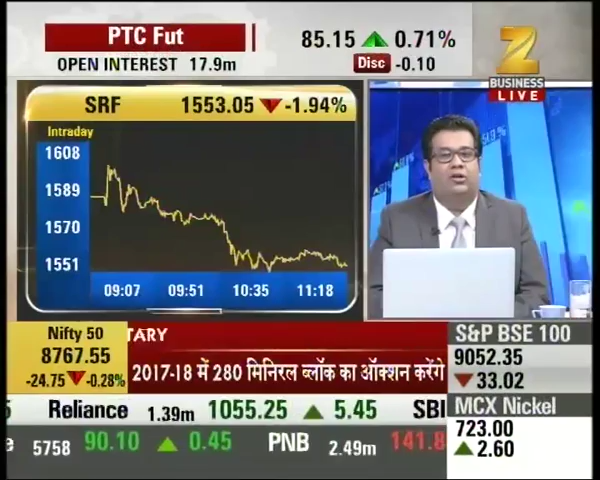 PTC Fut
OPEN INTEREST 17.9m
85.15 0.71%
Disc -0.10
Z
BUSINESS
LIVE
SRF 1553.05 -1.94%
Intraday
1608
1589
1570
1551
09:07 09:51 10:35 11:18
Nifty 50
8767.55
-24.75 -0.28%
TARY
2017-18 में 280 मिनिरल ब्लॉक का ऑक्शन करेंगे
S&P BSE 100
9052.35
33.02
Reliance 1.39m 1055.25 5.45 SBI
MCX Nickel
723.00
2.60
e 5758 90.10 0.45 PNB 2.49m 141.8